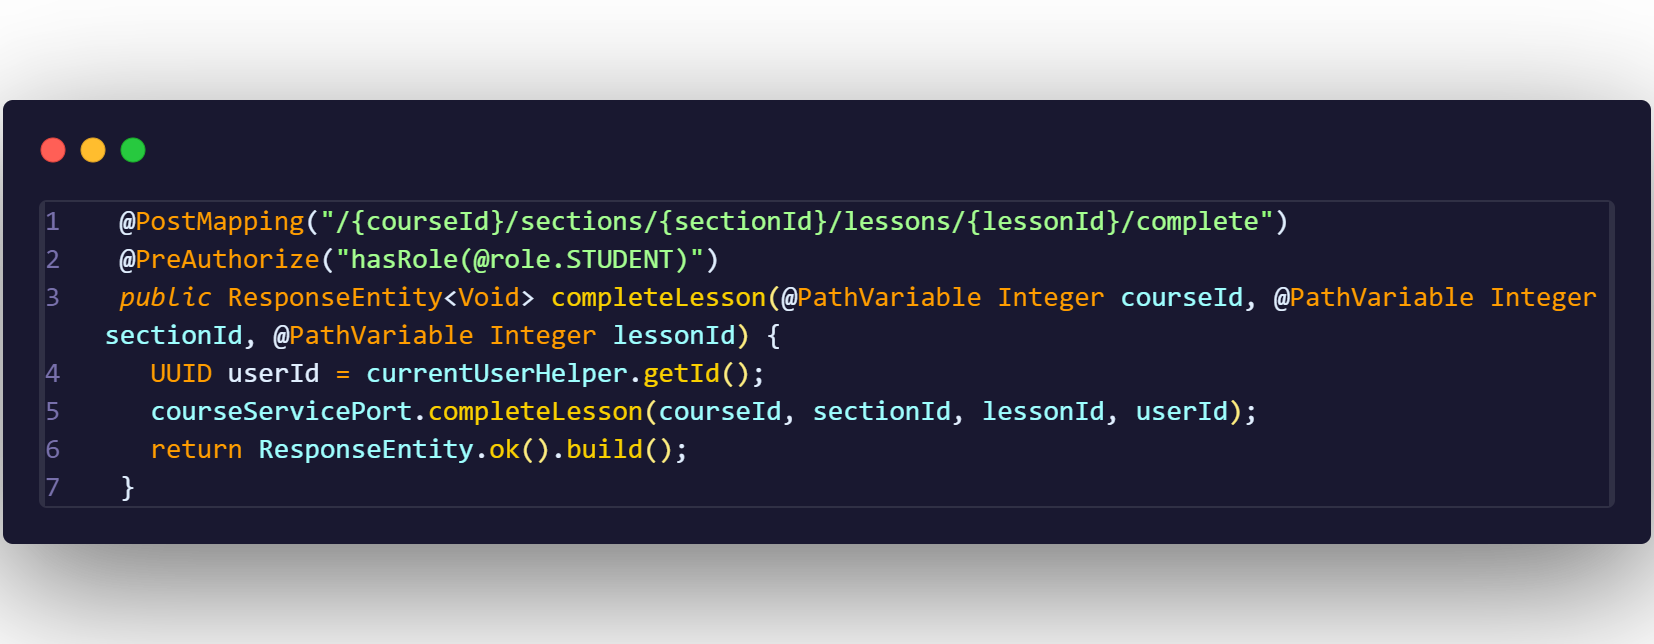 1 @PostMapping("/{courseId}/sections/{sectionId}/lessons/{lessonId}/complete")
2 @PreAuthorize("hasRole(@role.STUDENT)")
3 public ResponseEntity<Void> completeLesson(@PathVariable Integer courseId, @PathVariable Integer
sectionId, @PathVariable Integer lessonId) {
4 UUID userId = currentUserHelper.getId();
5 courseServicePort.completeLesson(courseId, sectionId, lessonId, userId);
6 return ResponseEntity.ok().build();
7 }